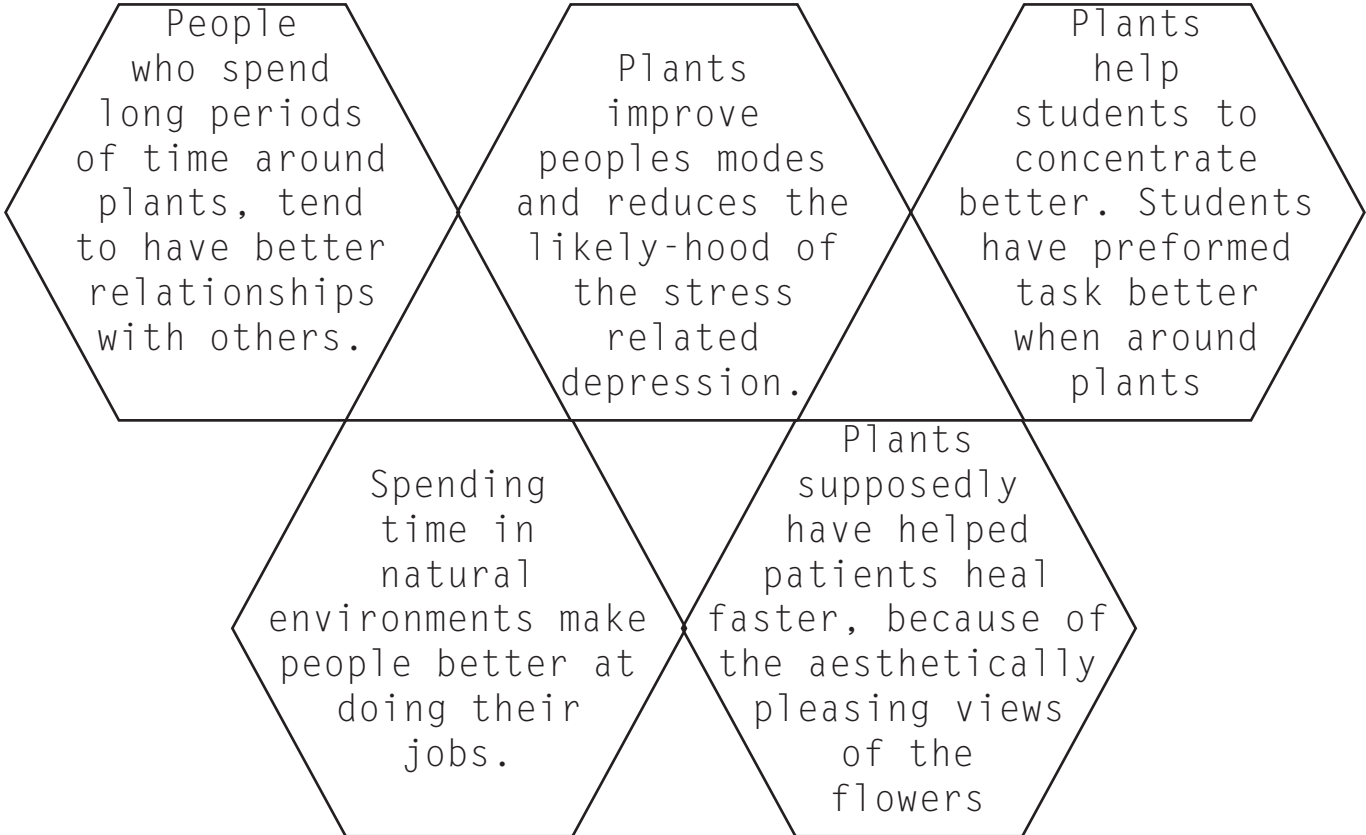 People
who spend
long periods
of time around
plants, tend
to have better
relationships
with others.
Plants
improve
peoples modes
and reduces the
likely-hood of
the stress
related
depression.
Plants
help
students to
concentrate
better. Students
have preformed
task better
when around
plants
Spending
time in
natural
environments make
people better at
doing their
jobs.
Plants
supposedly
have helped
patients heal
faster, because of
the aesthetically
pleasing views
of the
flowers